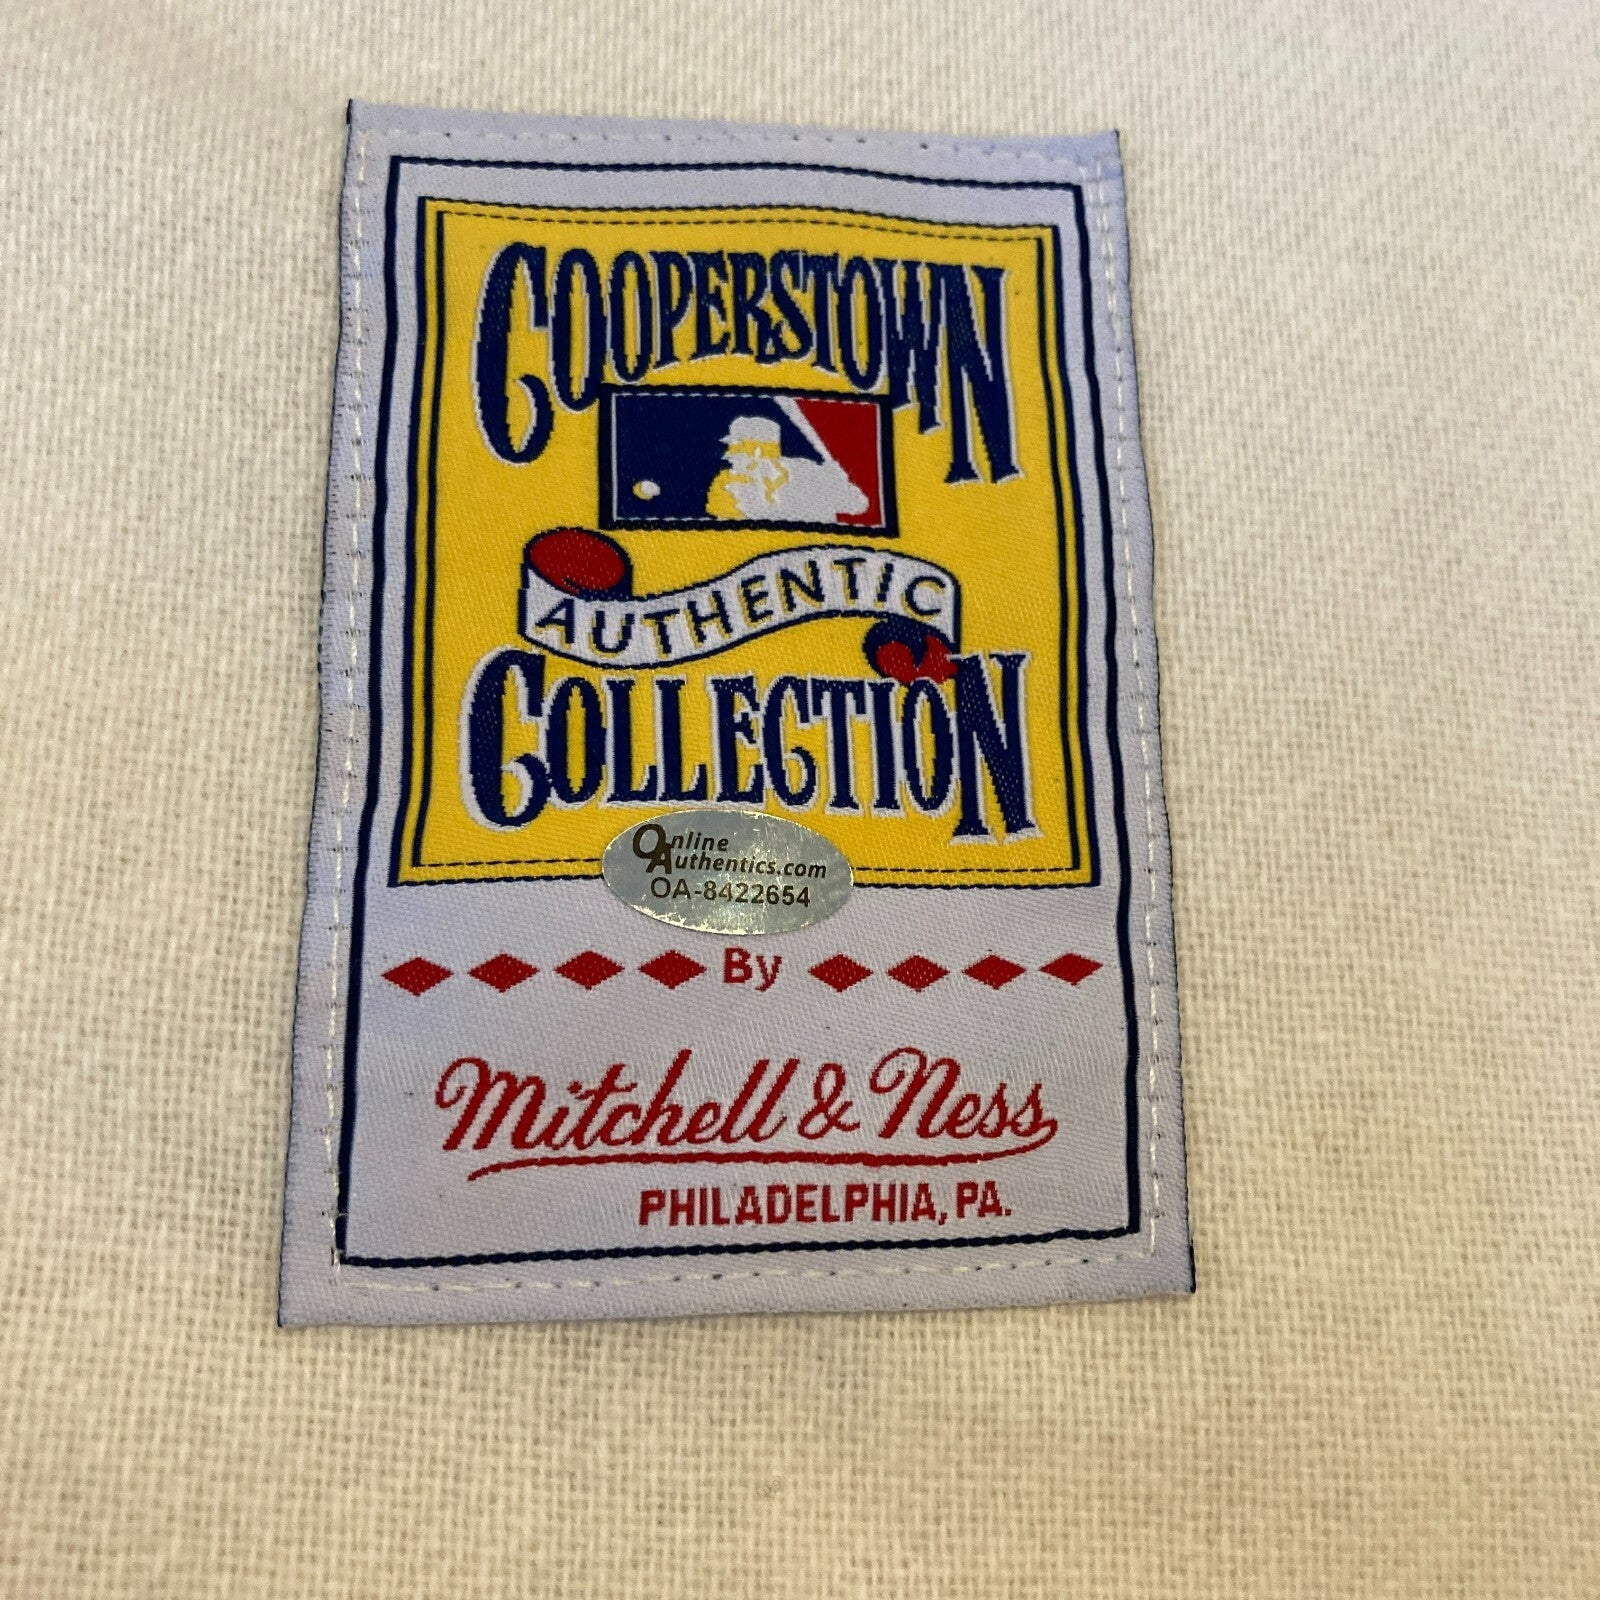 COOPERSTOWN
AUTHENTIC
COLLECTION
Online
Authentics.com
OA-8422654
By
Mitchell & Ness
PHILADELPHIA, PA.